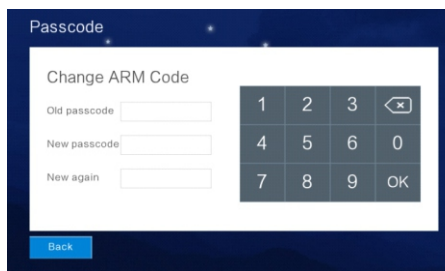 Passcode
Change ARM Code
Old passcode
New passcode
New again
1 2 3
4 5 6 0
7 8 9 OK
Back